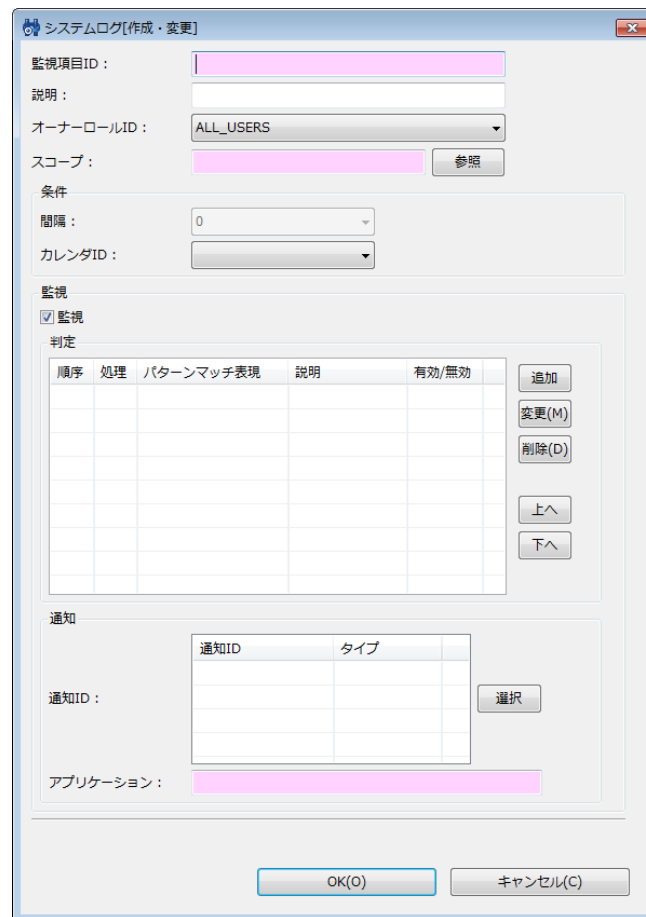 システムログ[作成・変更]
監視項目ID：
説明：
オーナーロールID： ALL_USERS
スコープ： 参照
条件
間隔： 0
カレンダID：
監視
監視
判定
順序 処理 パターンマッチ表現 説明 有効/無効
追加
変更(M)
削除(D)
上へ
下へ
通知
通知ID タイプ
通知ID： 選択
アプリケーション：
OK(O) キャンセル(C)